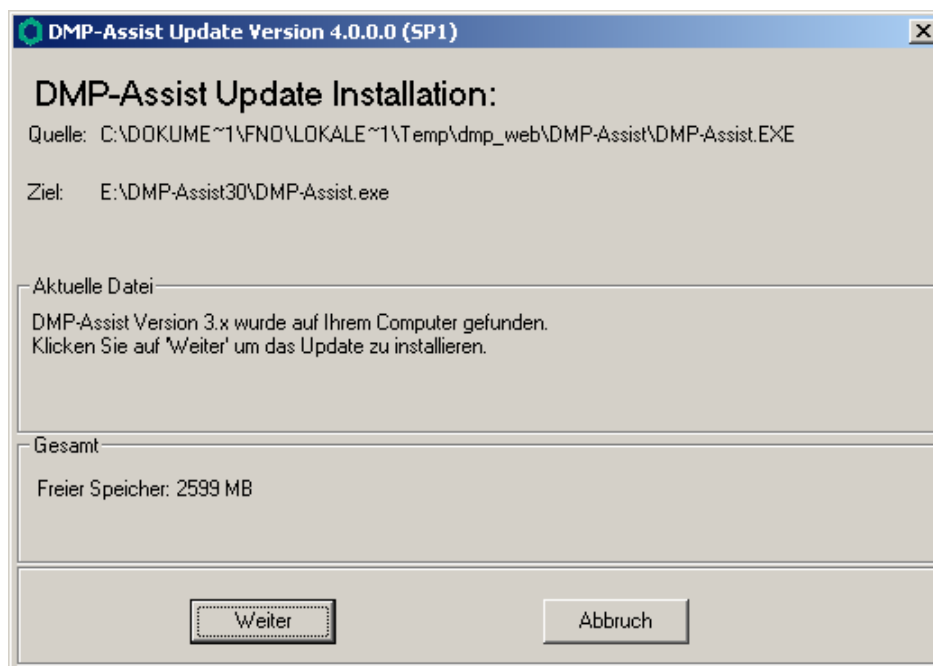 DMP-Assist Update Version 4.0.0.0 (SP1)
DMP-Assist Update Installation:
Quelle: C:\DOKUME~1\FNO\LOKALE~1\Temp\dmp_web\DMP-Assist\DMP-Assist.EXE
Ziel: E:\DMP-Assist30\DMP-Assist.exe
Aktuelle Datei
DMP-Assist Version 3.x wurde auf Ihrem Computer gefunden.
Klicken Sie auf 'Weiter' um das Update zu installieren.
Gesamt
Freier Speicher: 2599 MB
Weiter Abbruch